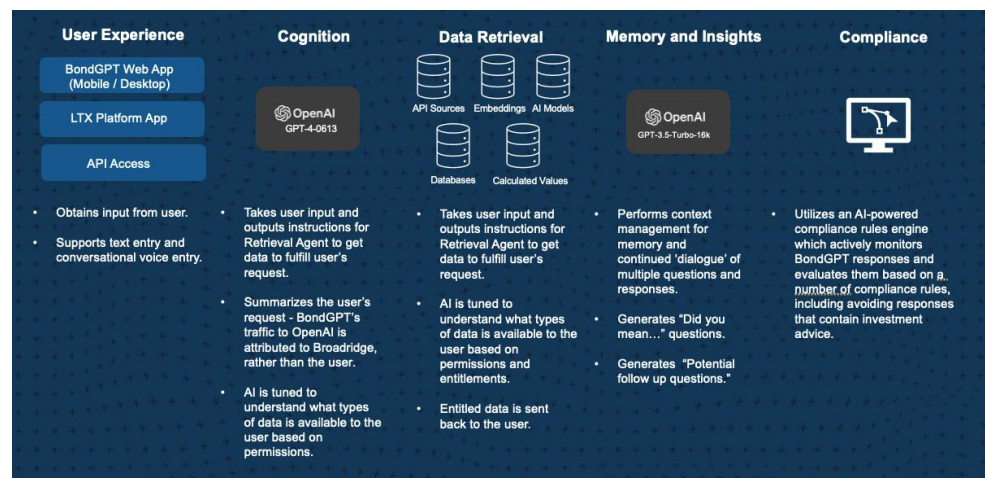 User Experience
BondGPT Web App
(Mobile / Desktop)
LTX Platform App
API Access
• Obtains input from user.
• Supports text entry and
conversational voice entry.
Cognition
OpenAI
GPT-4-0613
• Takes user input and
outputs instructions for
Retrieval Agent to get
data to fulfill user's
request.
• Summarizes the user's
request - BondGPT's
traffic to OpenAI is
attributed to Broadridge,
rather than the user.
• AI is tuned to
understand what types
of data is available to the
user based on
permissions.
Data Retrieval
API Sources Embeddings AI Models
Databases Calculated Values
• Takes user input and
outputs instructions for
Retrieval Agent to get
data to fulfill user's
request.
• AI is tuned to
understand what types
of data is available to the
user based on
permissions and
entitlements.
• Entitled data is sent
back to the user.
Memory and Insights
OpenAI
GPT-3.5-Turbo-16k
• Performs context
management for
memory and
continued 'dialogue' of
multiple questions and
responses.
• Generates "Did you
mean…" questions.
• Generates "Potential
follow up questions."
Compliance
• Utilizes an AI-powered
compliance rules engine
which actively monitors
BondGPT responses and
evaluates them based on a
number of compliance rules,
including avoiding responses
that contain investment
advice.